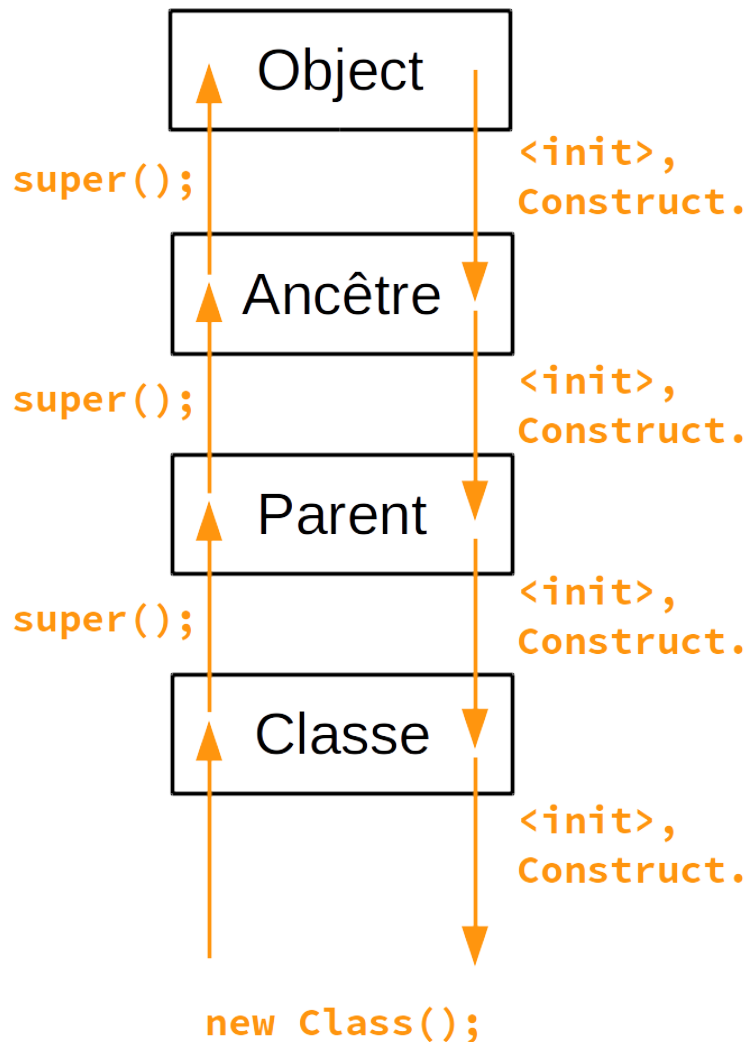 Object
super();
<init>,
Construct.
Ancêtre
super();
<init>,
Construct.
Parent
super();
<init>,
Construct.
Classe
<init>,
Construct.
new Class();